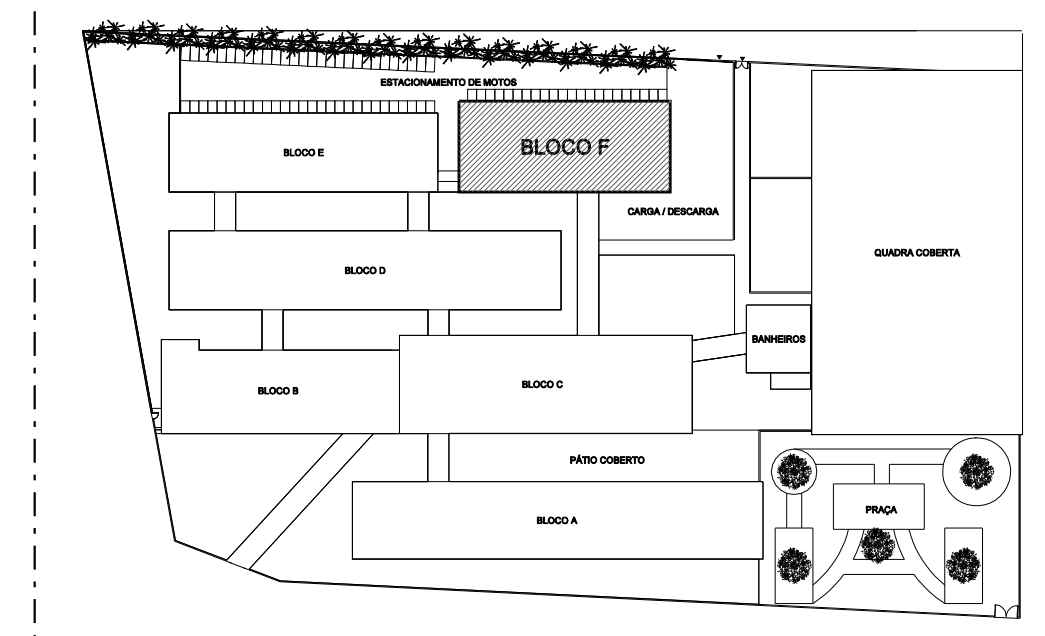 ESTACIONAMENTO DE MOTOS
BLOCO E
BLOCO F
CARGA / DESCARGA
QUADRA COBERTA
BLOCO D
BANHEIROS
BLOCO B
BLOCO C
PÁTIO COBERTO
PRAÇA
BLOCO A